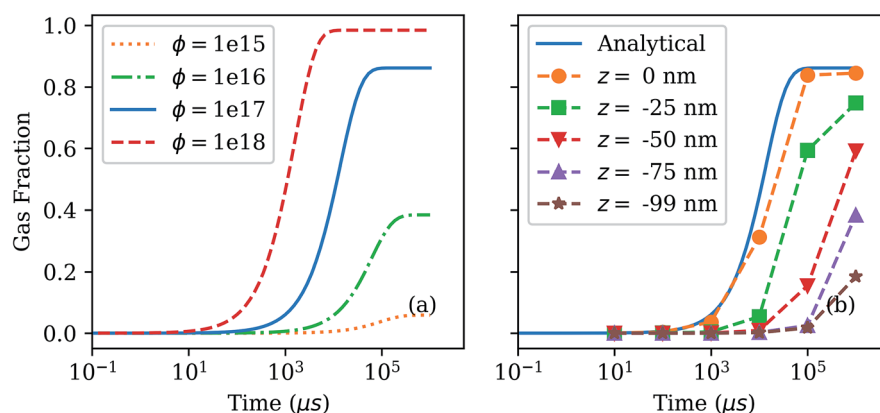 1.0
0.8
0.6
0.4
0.2
0.0
Gas Fraction
ϕ = 1e15
ϕ = 1e16
ϕ = 1e17
ϕ = 1e18
(a)
10⁻¹ 10¹ 10³ 10⁵
Time (μs)
Analytical
z = 0 nm
z = -25 nm
z = -50 nm
z = -75 nm
z = -99 nm
(b)
10⁻¹ 10¹ 10³ 10⁵
Time (μs)